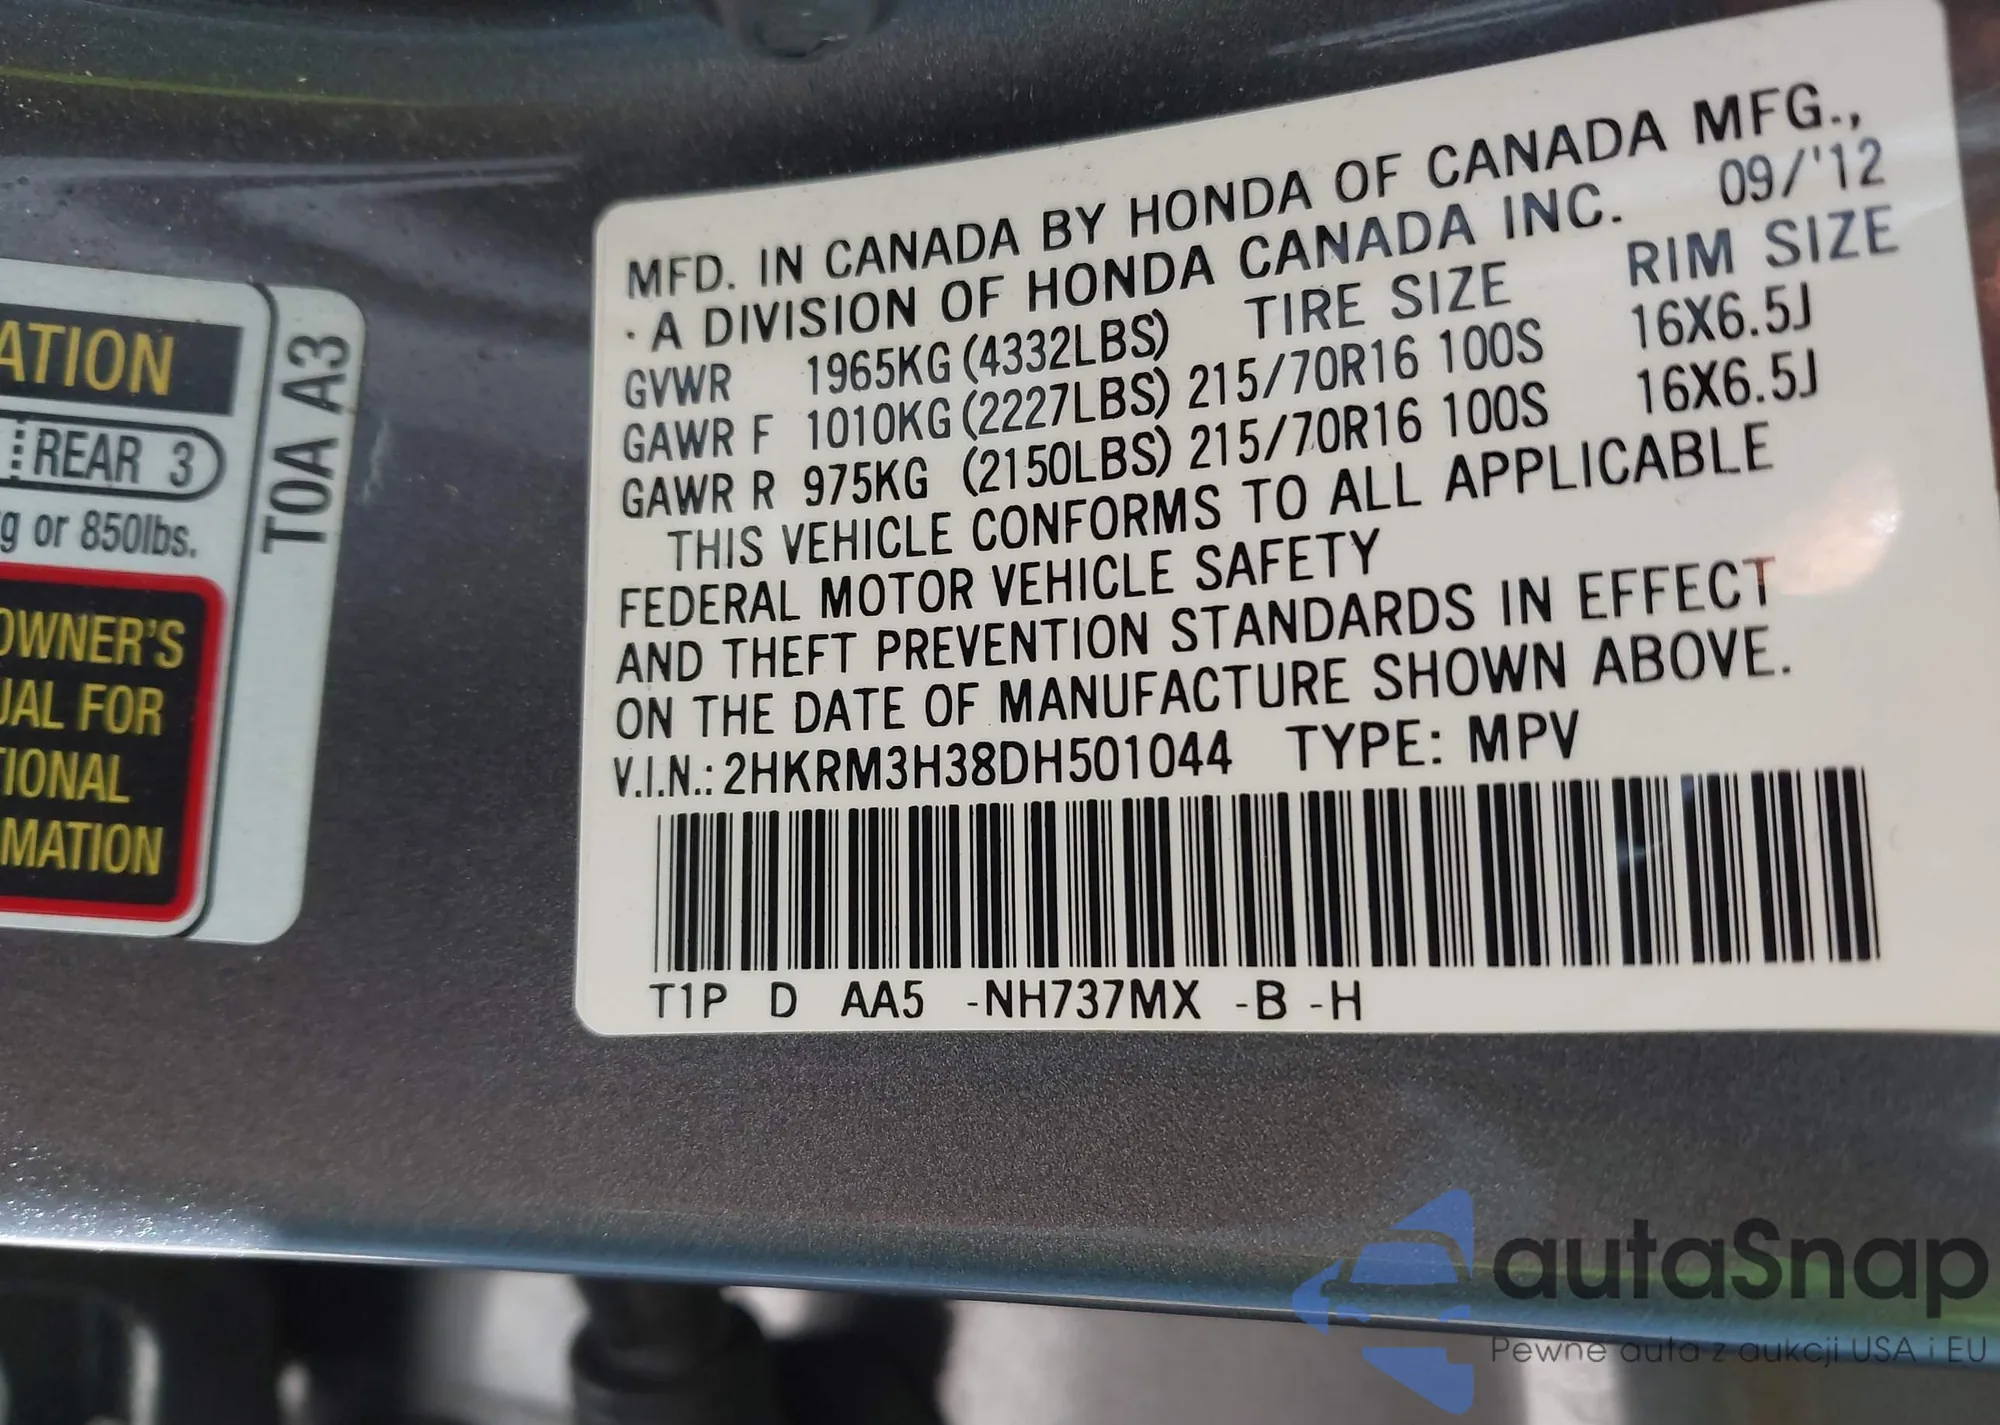 ATION
REAR 3
g or 850lbs.
OWNER'S
UAL FOR
TIONAL
MATION
T0A A3
MFD. IN CANADA BY HONDA OF CANADA MFG.,
· A DIVISION OF HONDA CANADA INC. 09/'12
GVWR 1965KG (4332LBS) TIRE SIZE RIM SIZE
GAWR F 1010KG (2227LBS) 215/70R16 100S 16X6.5J
GAWR R 975KG (2150LBS) 215/70R16 100S 16X6.5J
THIS VEHICLE CONFORMS TO ALL APPLICABLE
FEDERAL MOTOR VEHICLE SAFETY
AND THEFT PREVENTION STANDARDS IN EFFECT
ON THE DATE OF MANUFACTURE SHOWN ABOVE.
V.I.N.: 2HKRM3H38DH501044 TYPE: MPV
T1P D AA5 -NH737MX -B -H
autaSnap
Pewne auta z aukcji USA i EU